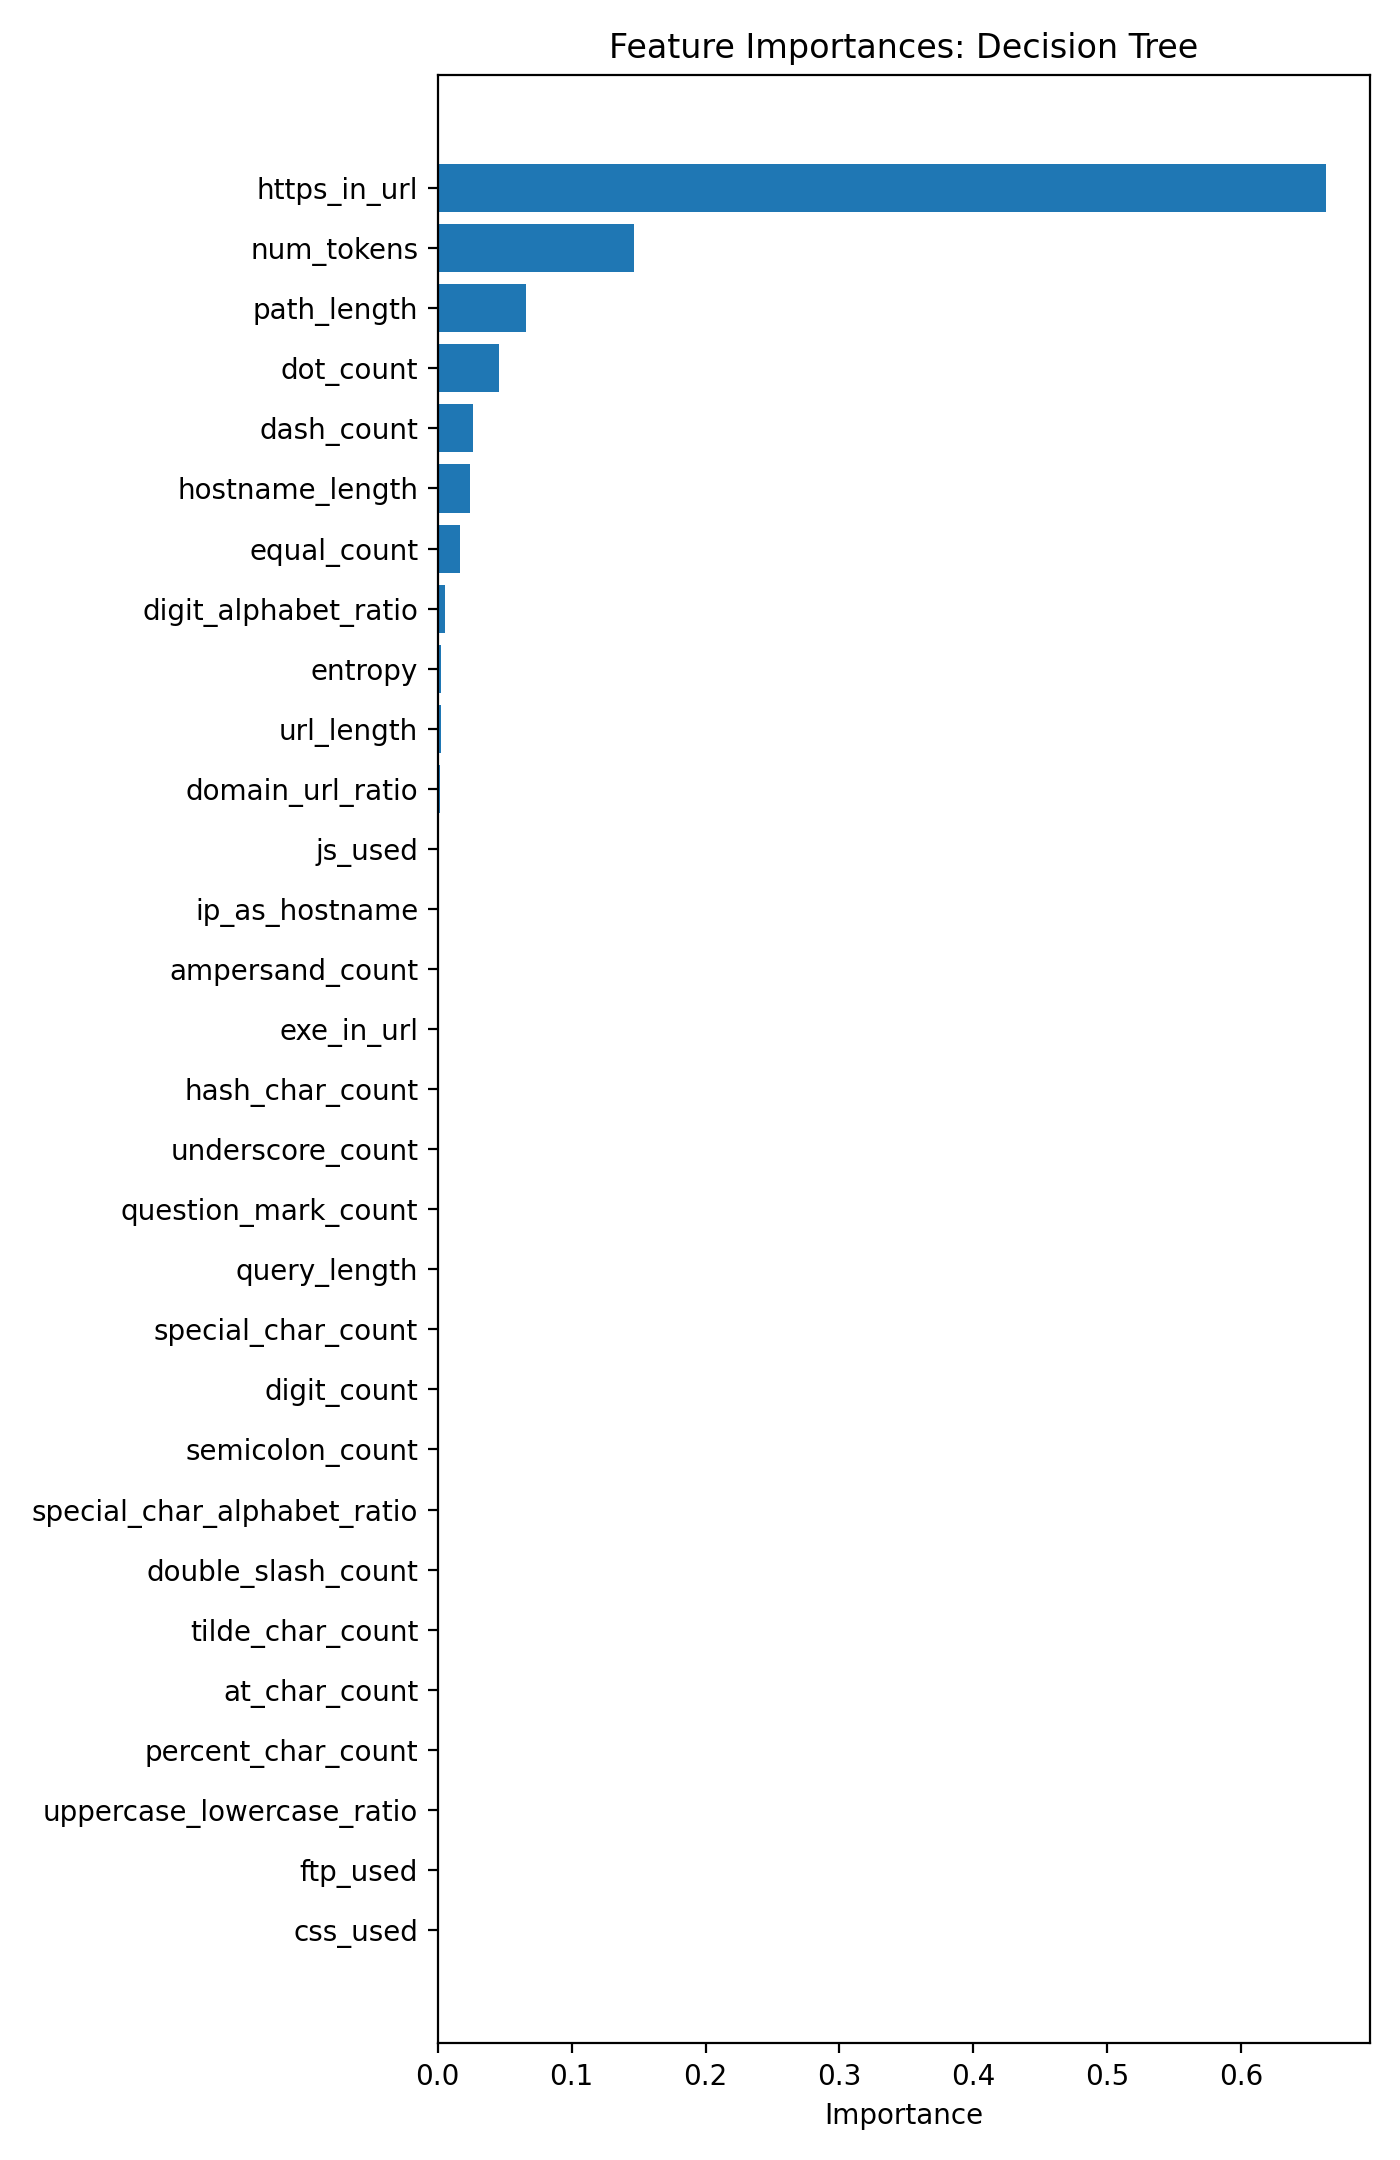 Feature Importances: Decision Tree
https_in_url
num_tokens
path_length
dot_count
dash_count
hostname_length
equal_count
digit_alphabet_ratio
entropy
url_length
domain_url_ratio
js_used
ip_as_hostname
ampersand_count
exe_in_url
hash_char_count
underscore_count
question_mark_count
query_length
special_char_count
digit_count
semicolon_count
special_char_alphabet_ratio
double_slash_count
tilde_char_count
at_char_count
percent_char_count
uppercase_lowercase_ratio
ftp_used
css_used
0.0 0.1 0.2 0.3 0.4 0.5 0.6
Importance